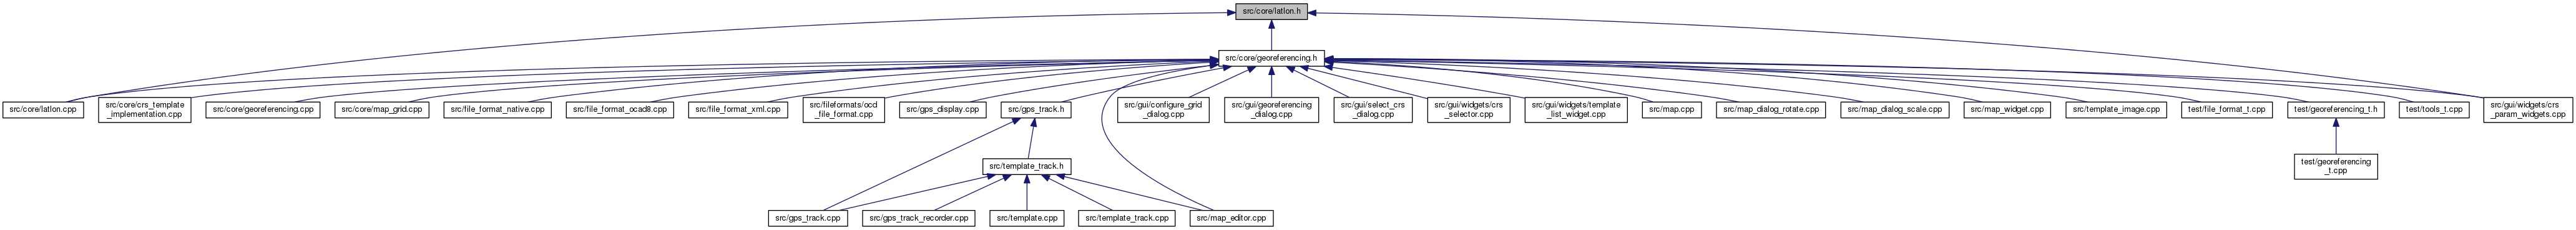 src/core/latlon.h
src/core/georeferencing.h
src/core/latlon.cpp
src/core/crs_template
_implementation.cpp
src/core/georeferencing.cpp
src/core/map_grid.cpp
src/file_format_native.cpp
src/file_format_ocad8.cpp
src/file_format_xml.cpp
src/fileformats/ocd
_file_format.cpp
src/gps_display.cpp
src/gps_track.h
src/gui/configure_grid
_dialog.cpp
src/gui/georeferencing
_dialog.cpp
src/gui/select_crs
_dialog.cpp
src/gui/widgets/crs
_selector.cpp
src/gui/widgets/template
_list_widget.cpp
src/map.cpp
src/map_dialog_rotate.cpp
src/map_dialog_scale.cpp
src/map_widget.cpp
src/template_image.cpp
test/file_format_t.cpp
test/georeferencing_t.h
test/tools_t.cpp
src/gui/widgets/crs
_param_widgets.cpp
src/template_track.h
test/georeferencing
_t.cpp
src/gps_track.cpp
src/gps_track_recorder.cpp
src/template.cpp
src/template_track.cpp
src/map_editor.cpp